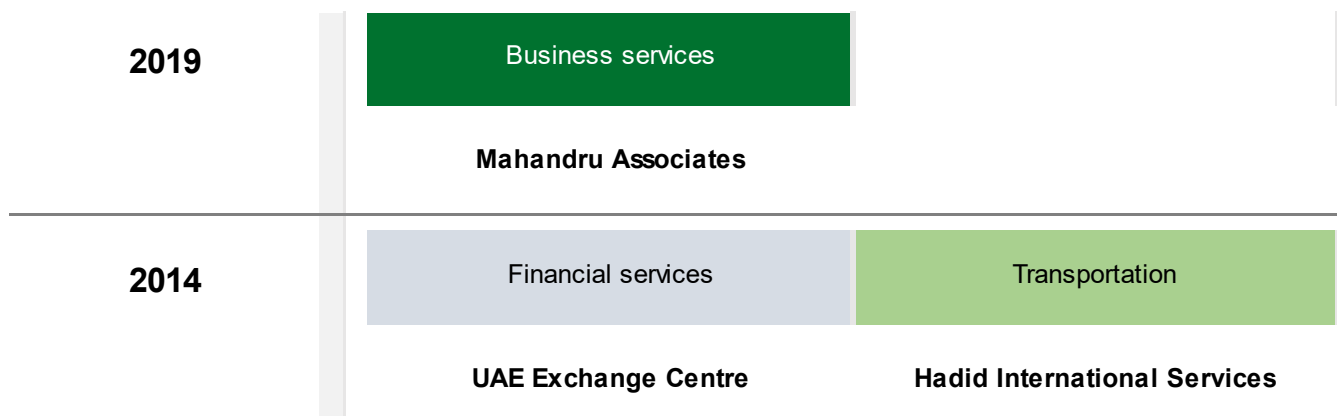 2019
Business services
Mahandru Associates
2014
Financial services
Transportation
UAE Exchange Centre
Hadid International Services